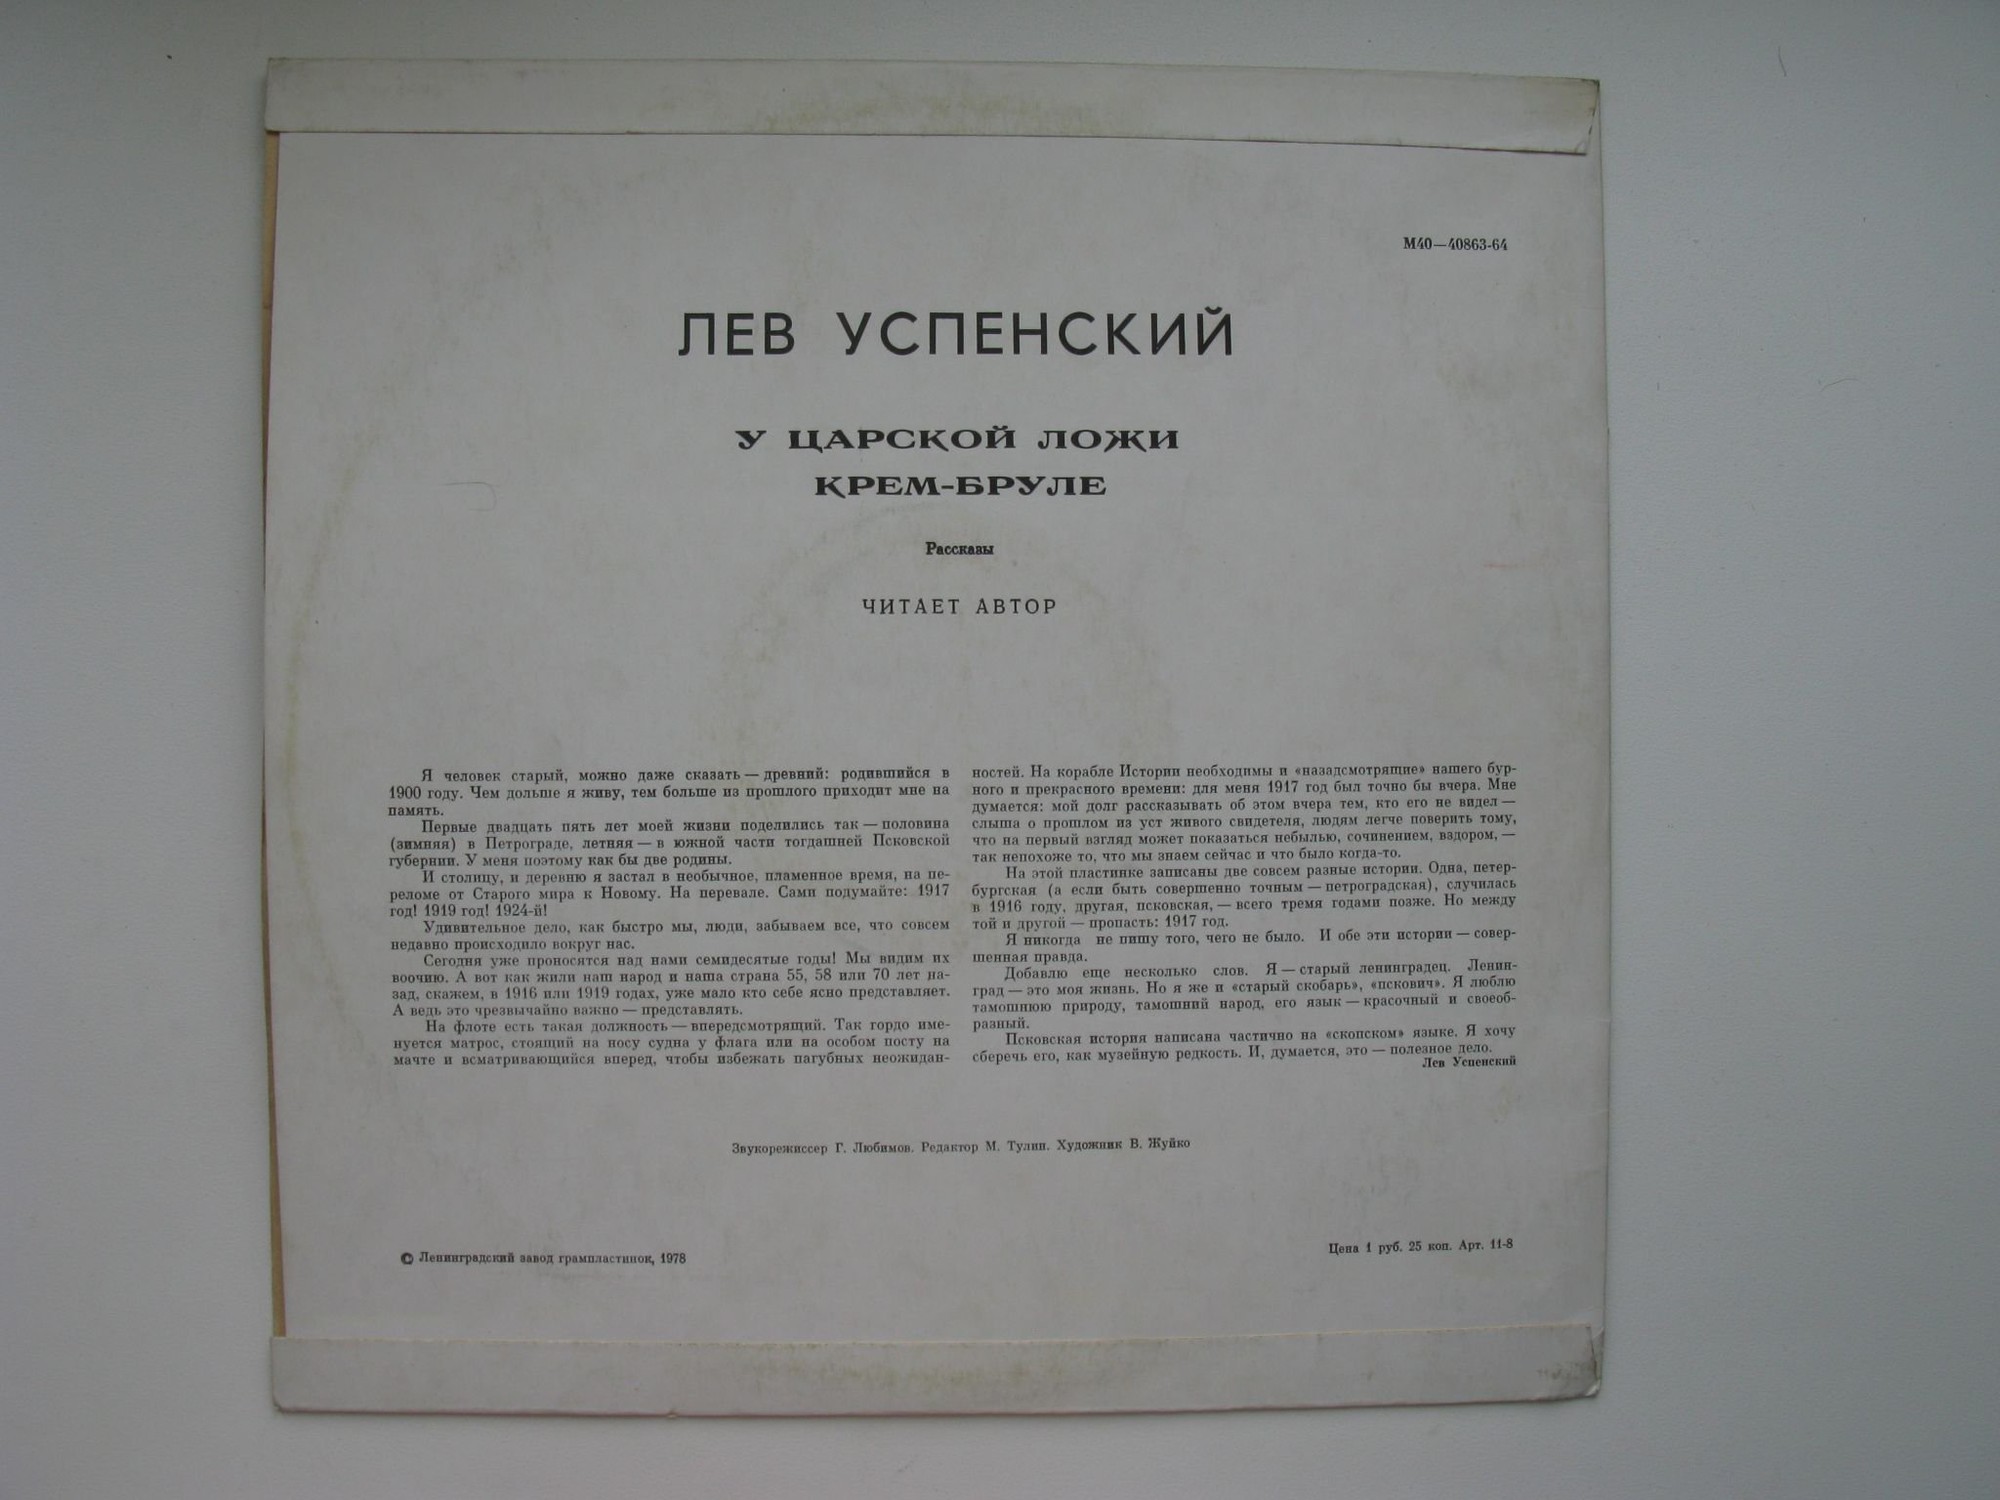 М40—40863-64
ЛЕВ УСПЕНСКИЙ
У ЦАРСКОЙ ЛОЖИ
КРЕМ-БРУЛЕ
Рассказы
ЧИТАЕТ АВТОР
Я человек старый, можно даже сказать — древний: родившийся в
1900 году. Чем дольше я живу, тем больше из прошлого приходит мне на
память.
Первые двадцать пять лет моей жизни поделились так — половина
(зимняя) в Петрограде, летняя — в южной части тогдашней Псковской
губернии. У меня поэтому как бы две родины.
И столицу, и деревню я застал в необычное, пламенное время, на пе-
реломе от Старого мира к Новому. На перевале. Сами подумайте: 1917
год! 1919 год! 1924-й!
Удивительное дело, как быстро мы, люди, забываем все, что совсем
недавно происходило вокруг нас.
Сегодня уже проносятся над нами семидесятые годы! Мы видим их
воочию. А вот как жили наш народ и наша страна 55, 58 или 70 лет на-
зад, скажем, в 1916 или 1919 годах, уже мало кто себе ясно представляет.
А ведь это чрезвычайно важно — представлять.
На флоте есть такая должность — впередсмотрящий. Так гордо име-
нуется матрос, стоящий на носу судна у флага или на особом посту на
мачте и всматривающийся вперед, чтобы избежать пагубных неожидан-
ностей. На корабле Истории необходимы и «назадсмотрящие» нашего бур-
ного и прекрасного времени: для меня 1917 год был точно бы вчера. Мне
думается: мой долг рассказывать об этом вчера тем, кто его не видел —
слыша о прошлом из уст живого свидетеля, людям легче поверить тому,
что на первый взгляд может показаться небылью, сочинением, вздором, —
так непохоже то, что мы знаем сейчас и что было когда-то.
На этой пластинке записаны две совсем разные истории. Одна, петер-
бургская (а если быть совершенно точным — петроградская), случилась
в 1916 году, другая, псковская, — всего тремя годами позже. Но между
той и другой — пропасть: 1917 год.
Я никогда не пишу того, чего не было. И обе эти истории — совер-
шенная правда.
Добавлю еще несколько слов. Я — старый ленинградец. Ленин-
град — это моя жизнь. Но я же и «старый скобарь», «пскович». Я люблю
тамошнюю природу, тамошний народ, его язык — красочный и своеоб-
разный.
Псковская история написана частично на «скопском» языке. Я хочу
сберечь его, как музейную редкость. И, думается, это — полезное дело.
Лев Успенский
Звукорежиссер Г. Любимов. Редактор М. Тулин. Художник В. Жуйко
© Ленинградский завод грампластинок, 1978
Цена 1 руб. 25 коп. Арт. 11-8